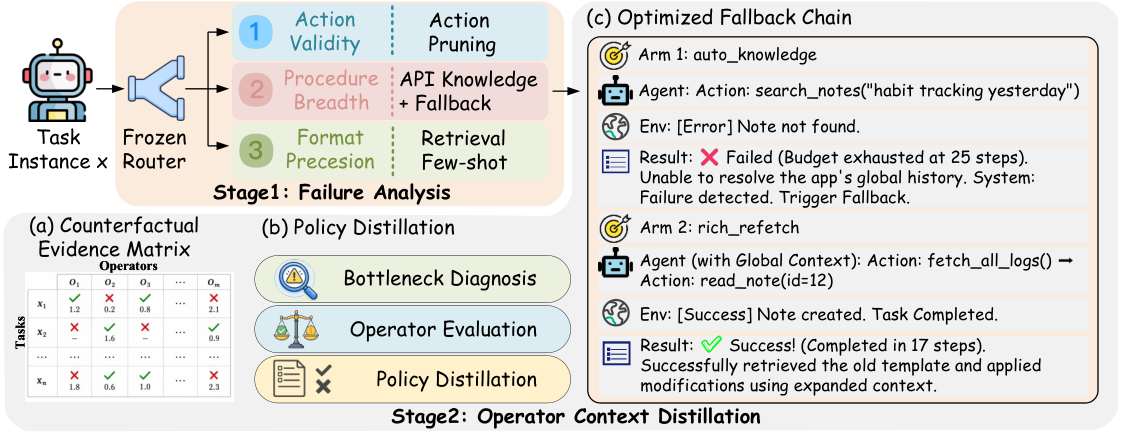 Task
Instance x
Frozen
Router
1
Action
Validity
Action
Pruning
2
Procedure
Breadth
API Knowledge
+ Fallback
3
Format
Precesion
Retrieval
Few-shot
Stage1: Failure Analysis
(a) Counterfactual
Evidence Matrix
Operators
Tasks
O1 O2 O3 ... Om
x1 ✓ ✗ ✓ ... ✗
1.2 0.2 0.8 2.1
x2 ✗ ✓ ✗ ... ✓
– 1.6 – 0.9
... ... ... ... ... ...
xn ✗ ✓ ✓ ... ✗
1.8 0.6 1.0 2.3
(b) Policy Distillation
Bottleneck Diagnosis
Operator Evaluation
Policy Distillation
(c) Optimized Fallback Chain
Arm 1: auto_knowledge
Agent: Action: search_notes("habit tracking yesterday")
Env: [Error] Note not found.
Result: ❌ Failed (Budget exhausted at 25 steps).
Unable to resolve the app's global history. System:
Failure detected. Trigger Fallback.
Arm 2: rich_refetch
Agent (with Global Context): Action: fetch_all_logs() →
Action: read_note(id=12)
Env: [Success] Note created. Task Completed.
Result: ✓ Success! (Completed in 17 steps).
Successfully retrieved the old template and applied
modifications using expanded context.
Stage2: Operator Context Distillation